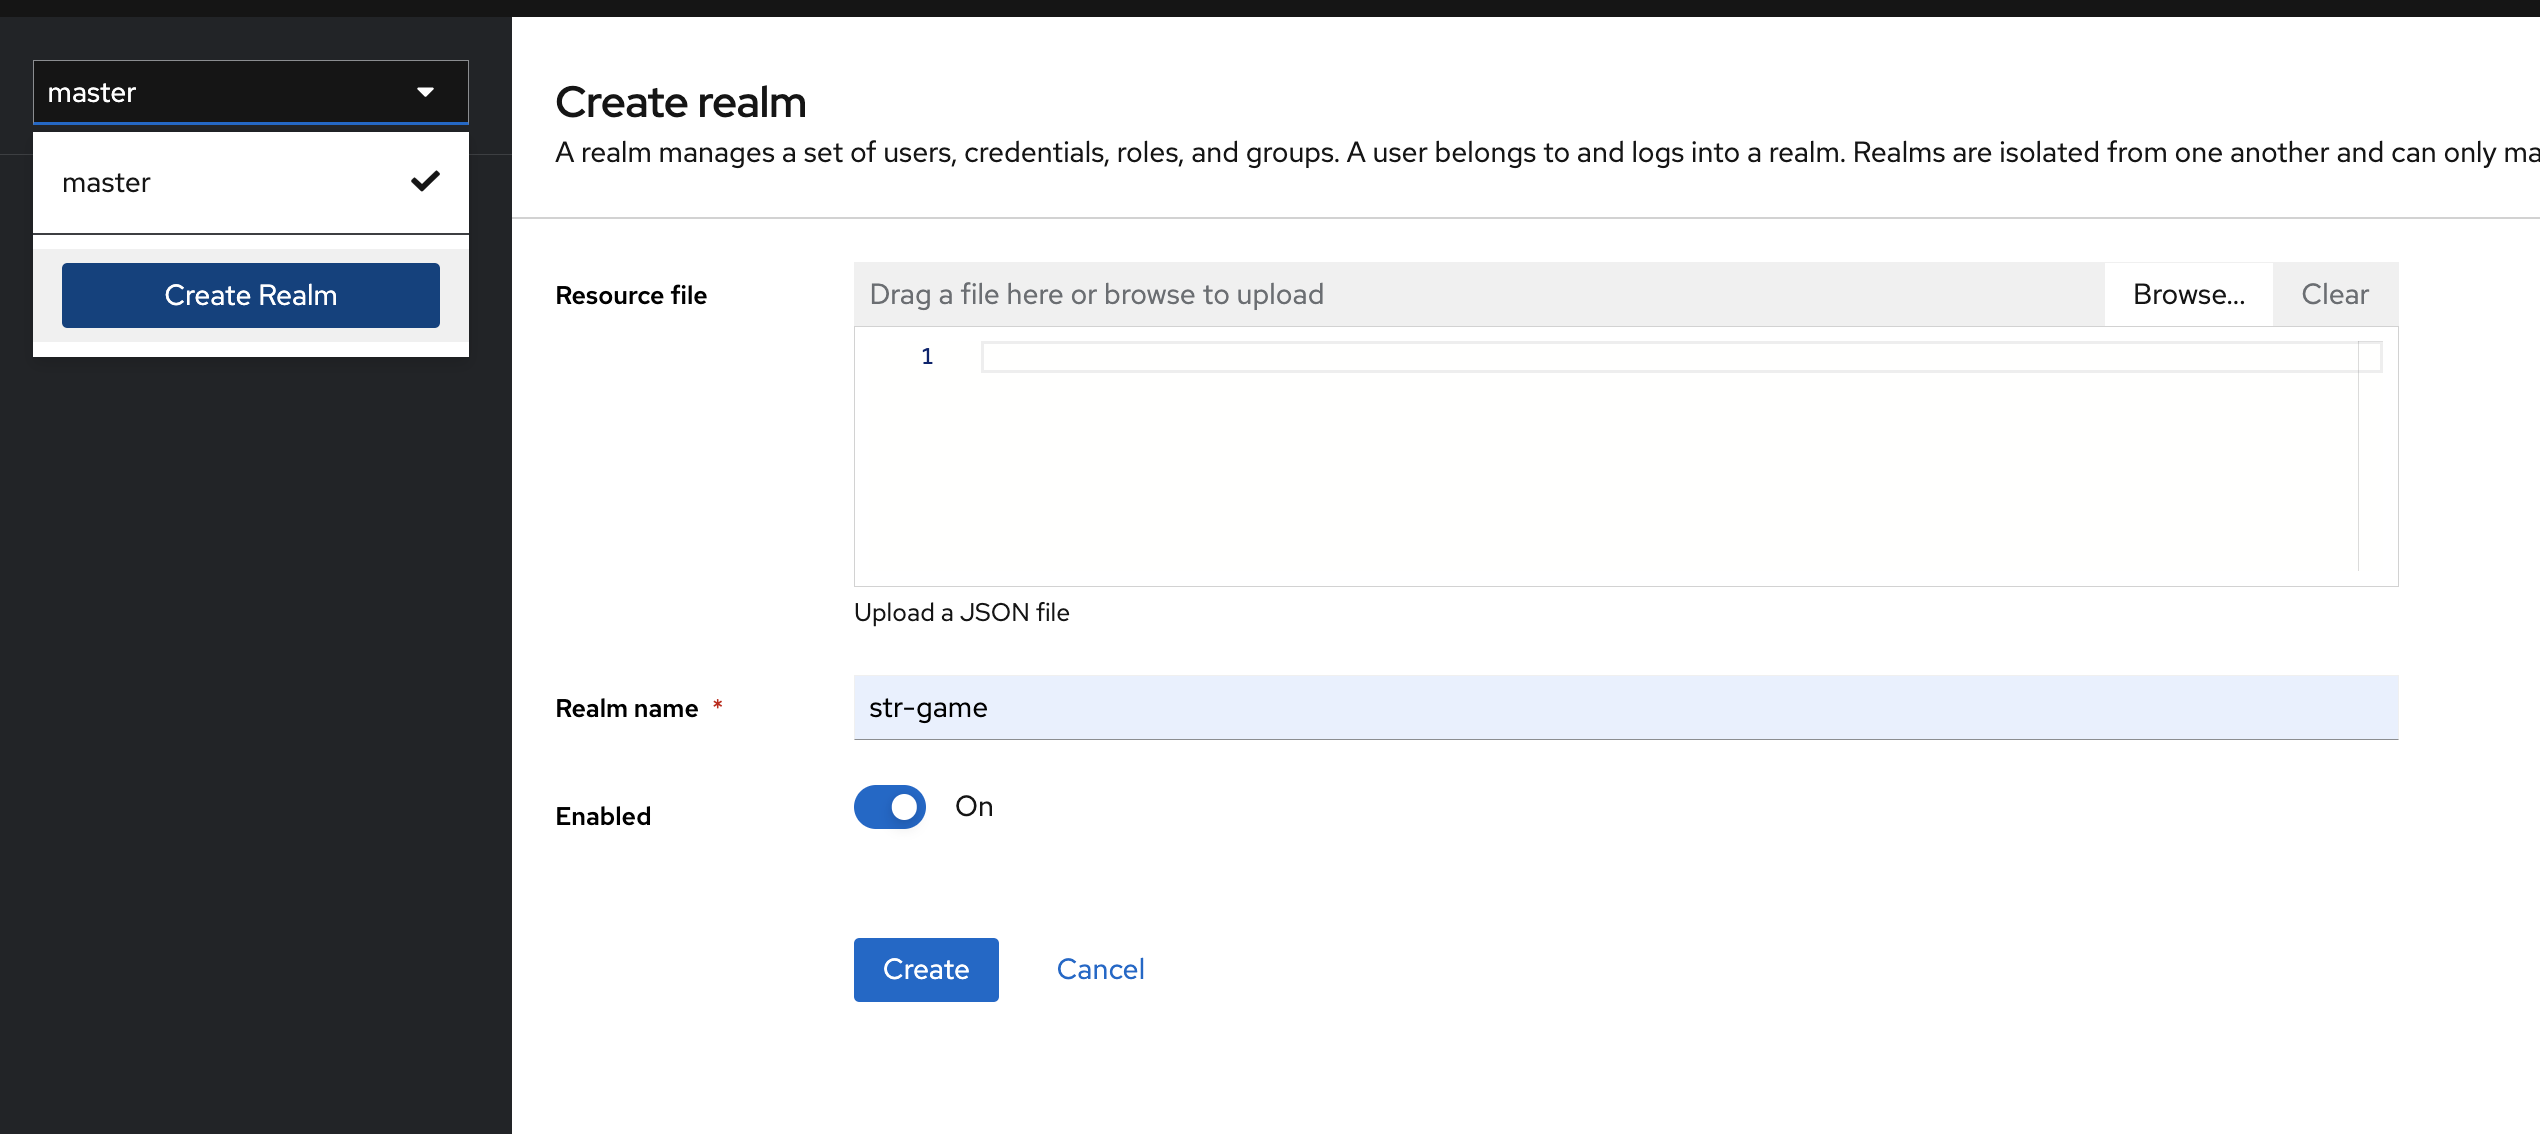 master
master
Create Realm
Create realm
A realm manages a set of users, credentials, roles, and groups. A user belongs to and logs into a realm. Realms are isolated from one another and can only
Resource file
Drag a file here or browse to upload
Browse...
Clear
1
Upload a JSON file
Realm name *
str-game
Enabled
On
Create
Cancel